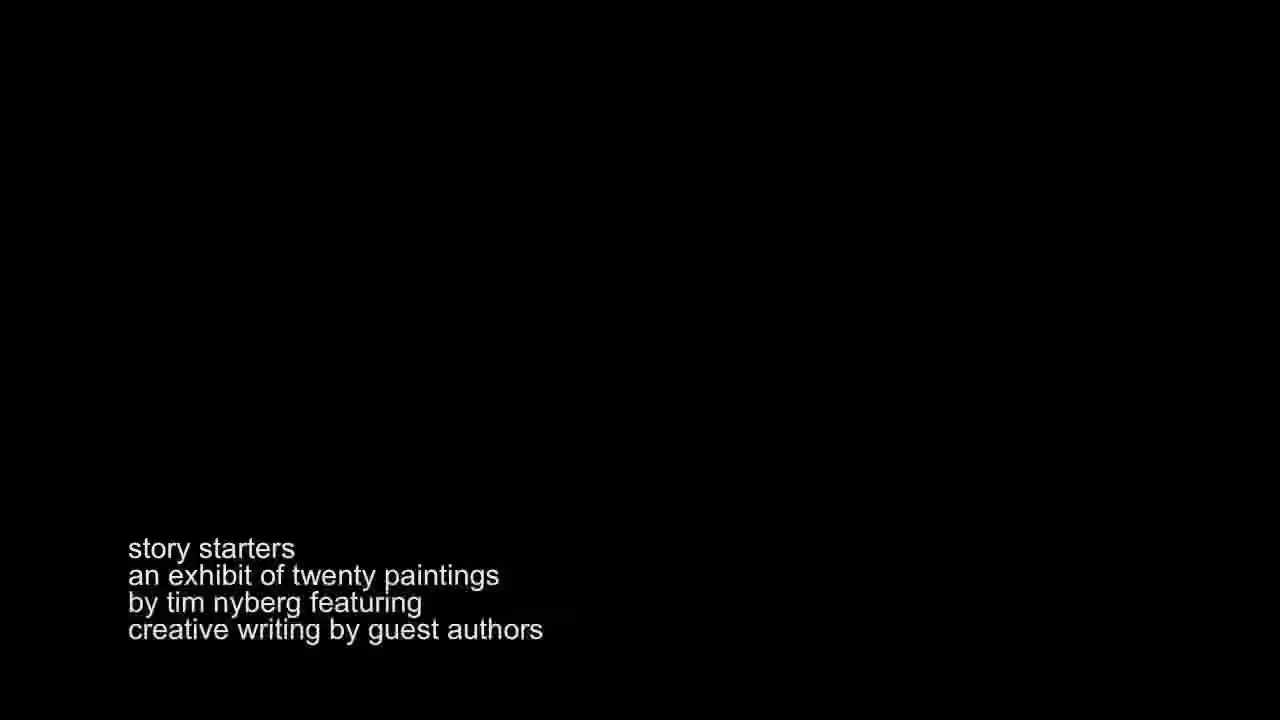 story starters
an exhibit of twenty paintings
by tim nyberg featuring
creative writing by guest authors